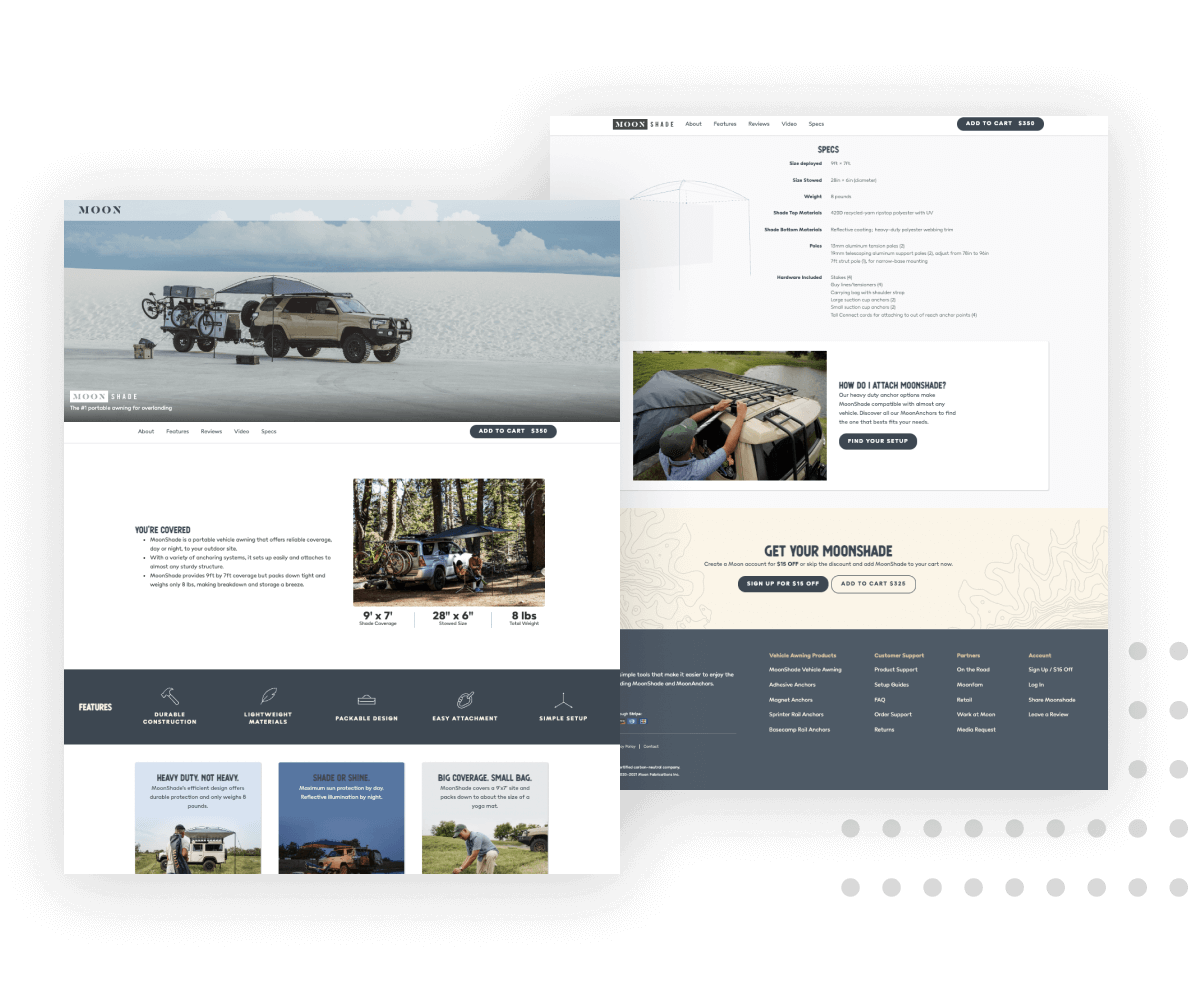 MOON
MOON SHADE
The #1 portable awning for overlanding
About Features Reviews Video Specs ADD TO CART $350
YOU'RE COVERED
MoonShade is a portable vehicle awning that offers reliable coverage,
day or night, to your outdoor site.
With a variety of anchoring systems, it sets up easily and attaches to
almost any sturdy structure.
MoonShade provides 9ft by 7ft coverage but packs down tight and
weighs only 8 lbs, making breakdown and storage a breeze.
9' x 7' 28" x 6" 8 lbs
Shade Coverage Stowed Size Total Weight
FEATURES
DURABLE
CONSTRUCTION
LIGHTWEIGHT
MATERIALS
PACKABLE DESIGN
EASY ATTACHMENT
SIMPLE SETUP
HEAVY DUTY. NOT HEAVY.
MoonShade's efficient design offers
durable protection and only weighs 8
pounds.
SHADE OR SHINE.
Maximum sun protection by day.
Reflective illumination by night.
BIG COVERAGE. SMALL BAG.
MoonShade covers a 9'x7' site and
packs down to about the size of a
yoga mat.
MOON SHADE About Features Reviews Video Specs ADD TO CART $350
SPECS
Size deployed 9ft × 7ft
Size Stowed 28in × 6in (diameter)
Weight 8 pounds
Shade Top Materials 420D recycled-yarn ripstop polyester with UV
Shade Bottom Materials Reflective coating; heavy-duty polyester webbing trim
Poles 13mm aluminum tension poles (2)
19mm telescoping aluminum support poles (2), adjust from 78in to 96in
7ft strut pole (1), for narrow-base mounting
Hardware Included Stakes (4)
Guy lines/tensioners (4)
Carrying bag with shoulder strap
Large suction cup anchors (2)
Small suction cup anchors (2)
Tail Connect cords for attaching to out of reach anchor points (4)
HOW DO I ATTACH MOONSHADE?
Our heavy duty anchor options make
MoonShade compatible with almost any
vehicle. Discover all our MoonAnchors to find
the one that bests fits your needs.
FIND YOUR SETUP
GET YOUR MOONSHADE
Create a Moon account for $15 OFF or skip the discount and add MoonShade to your cart now.
SIGN UP FOR $15 OFF ADD TO CART $325
simple tools that make it easier to enjoy the
ding MoonShade and MoonAnchors.
ough Stripe:
cy Policy | Contact
ertified carbon-neutral company.
020-2021 Moon Fabrications Inc.
Vehicle Awning Products
MoonShade Vehicle Awning
Adhesive Anchors
Magnet Anchors
Sprinter Rail Anchors
Basecamp Rail Anchors
Customer Support
Product Support
Setup Guides
FAQ
Order Support
Returns
Partners
On the Road
Moonfam
Retail
Work at Moon
Media Request
Account
Sign Up / $15 Off
Log In
Share Moonshade
Leave a Review